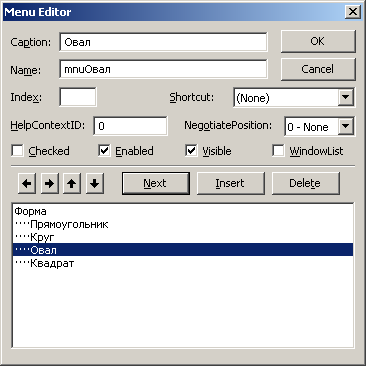 Menu Editor
Caption: Овал OK
Name: mnuОвал Cancel
Index: Shortcut: (None)
HelpContextID: 0 NegotiatePosition: 0 - None
Checked Enabled Visible WindowList
Next Insert Delete
Форма
····Прямоугольник
····Круг
····Овал
····Квадрат